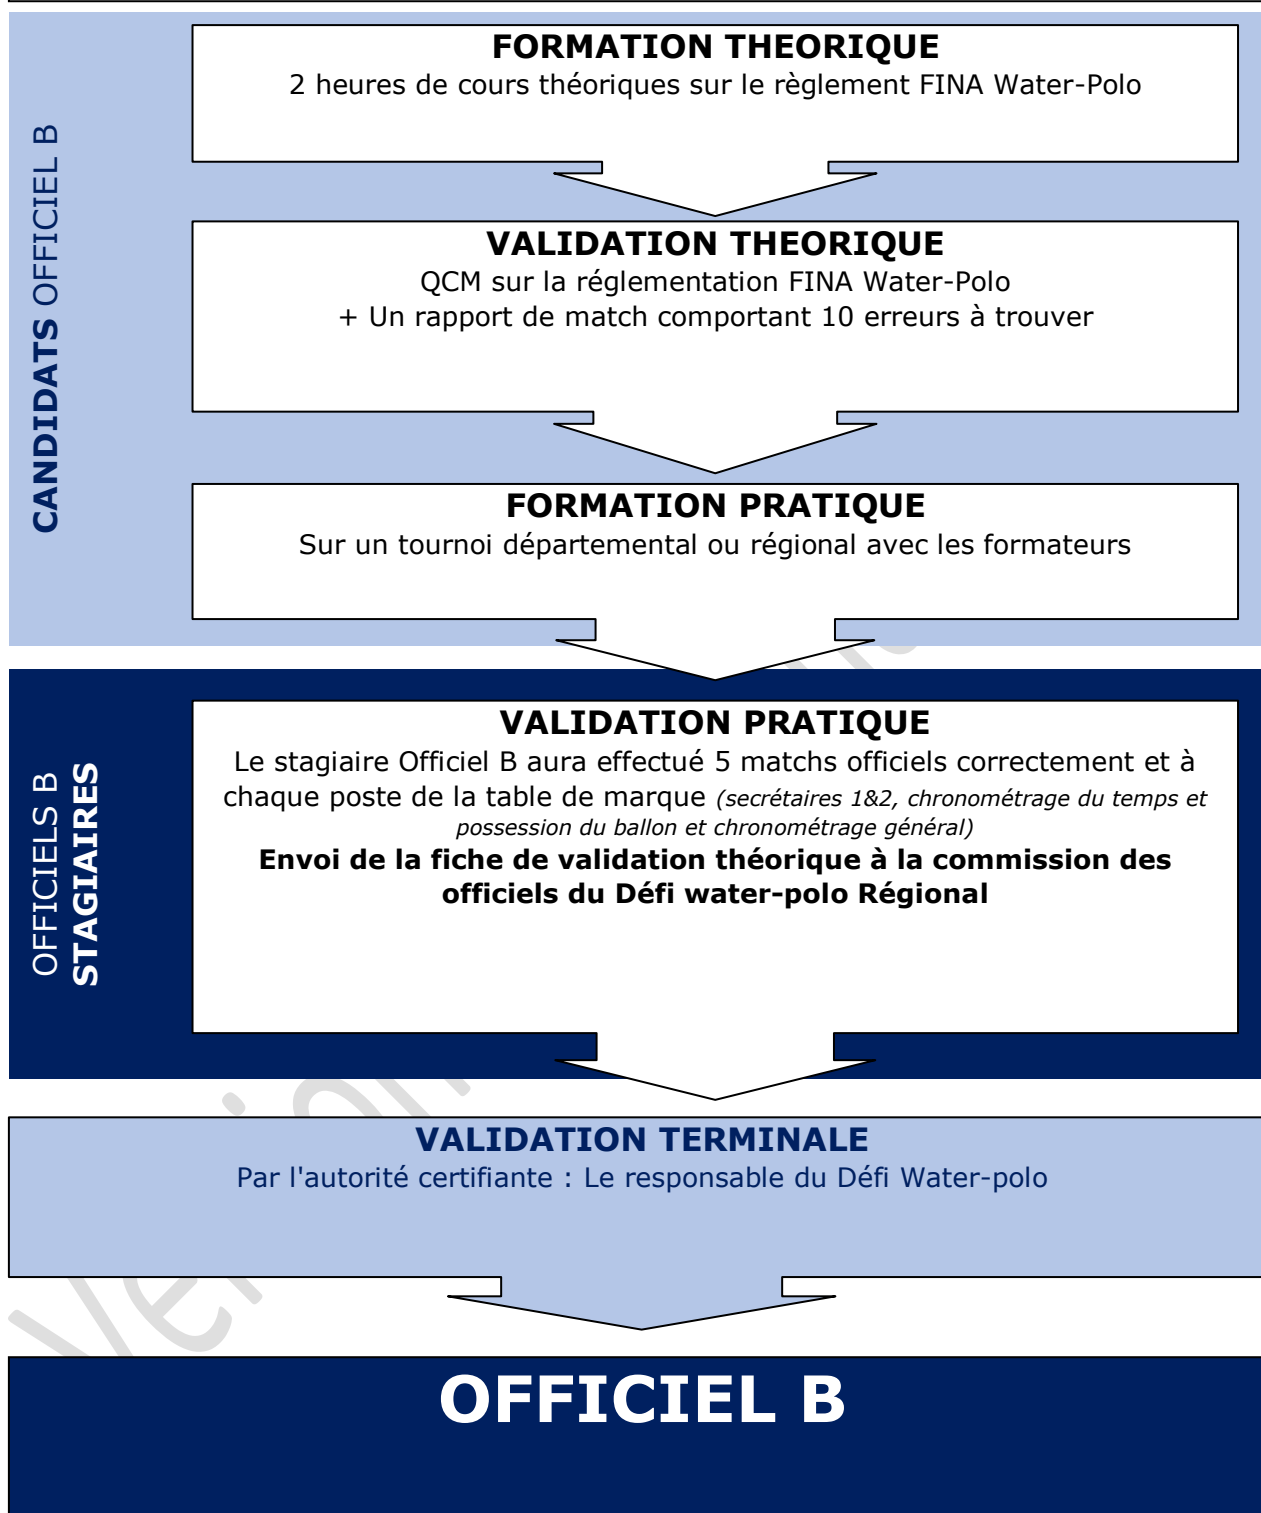 FORMATION THEORIQUE
2 heures de cours théoriques sur le règlement FINA Water-Polo
VALIDATION THEORIQUE
QCM sur la réglementation FINA Water-Polo
+ Un rapport de match comportant 10 erreurs à trouver
FORMATION PRATIQUE
Sur un tournoi départemental ou régional avec les formateurs
CANDIDATS OFFICIEL B
VALIDATION PRATIQUE
Le stagiaire Officiel B aura effectué 5 matchs officiels correctement et à
chaque poste de la table de marque (secrétaires 1&2, chronométrage du temps et
possession du ballon et chronométrage général)
Envoi de la fiche de validation théorique à la commission des
officiels du Défi water-polo Régional
OFFICIELS B
STAGIAIRES
VALIDATION TERMINALE
Par l'autorité certifiante : Le responsable du Défi Water-polo
OFFICIEL B